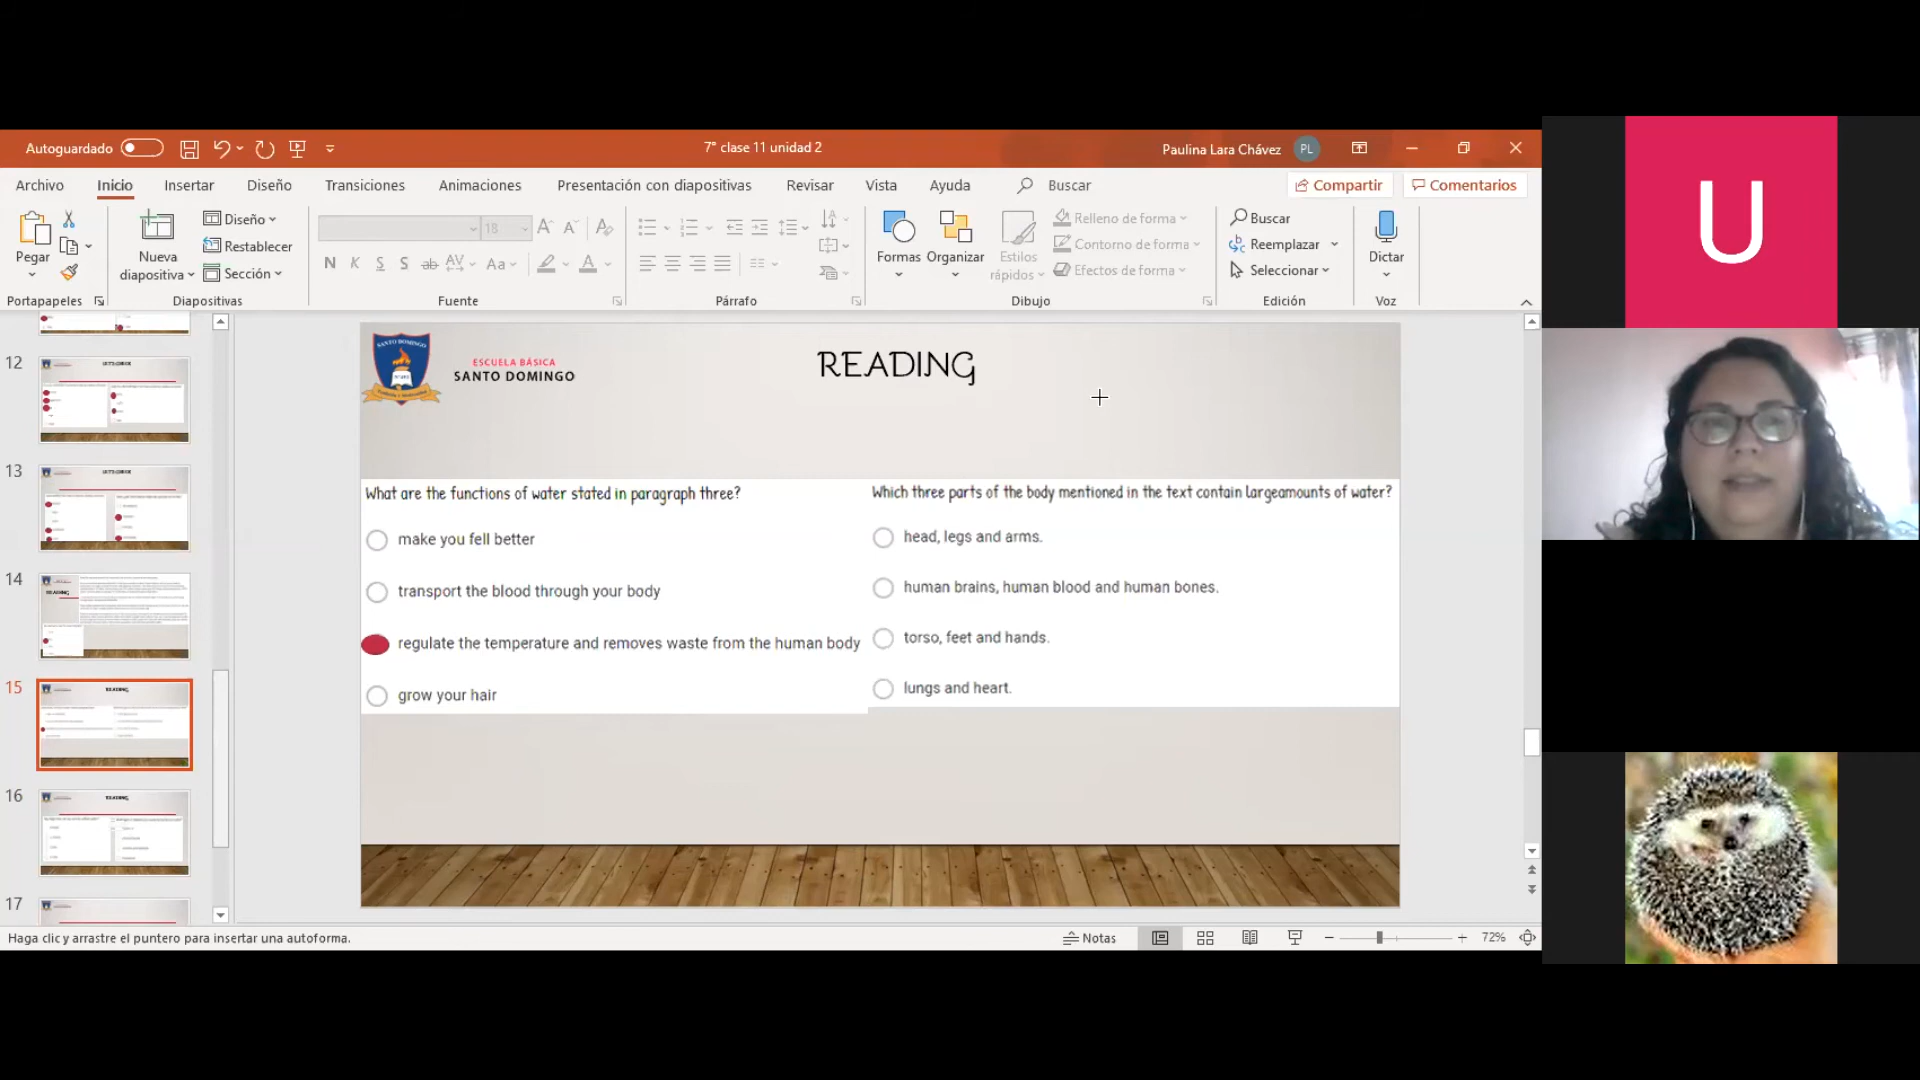 Autoguardado
7° clase 11 unidad 2
Paulina Lara Chávez
PL
Archivo
Inicio
Insertar
Diseño
Transiciones
Animaciones
Presentación con diapositivas
Revisar
Vista
Ayuda
Buscar
Compartir
Comentarios
Pegar
Nueva
diapositiva
Diseño
Restablecer
Sección
18
N K S S ab AV Aa A
Formas
Organizar
Estilos
rápidos
Relleno de forma
Contorno de forma
Efectos de forma
Buscar
Reemplazar
Seleccionar
Dictar
Portapapeles
Diapositivas
Fuente
Párrafo
Dibujo
Edición
Voz
12
13
14
15
16
17
SANTO DOMINGO
ESCUELA BÁSICA
SANTO DOMINGO
READING
What are the functions of water stated in paragraph three?
make you fell better
transport the blood through your body
regulate the temperature and removes waste from the human body
grow your hair
Which three parts of the body mentioned in the text contain largeamounts of water?
head, legs and arms.
human brains, human blood and human bones.
torso, feet and hands.
lungs and heart.
Haga clic y arrastre el puntero para insertar una autoforma.
Notas
72%
U